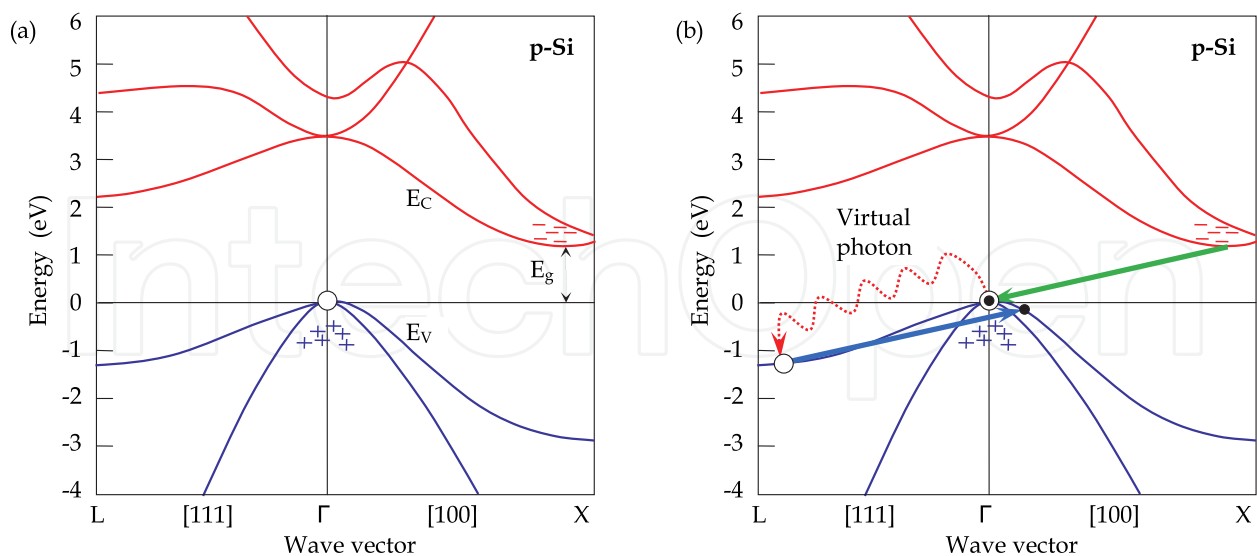 (a)
p-Si
6
5
4
3
2
1
0
-1
-2
-3
-4
Energy (eV)
E_C
E_g
E_V
L [111] Γ [100] X
Wave vector
(b)
p-Si
6
5
4
3
2
1
0
-1
-2
-3
-4
Energy (eV)
Virtual
photon
L [111] Γ [100] X
Wave vector
IntechOpen